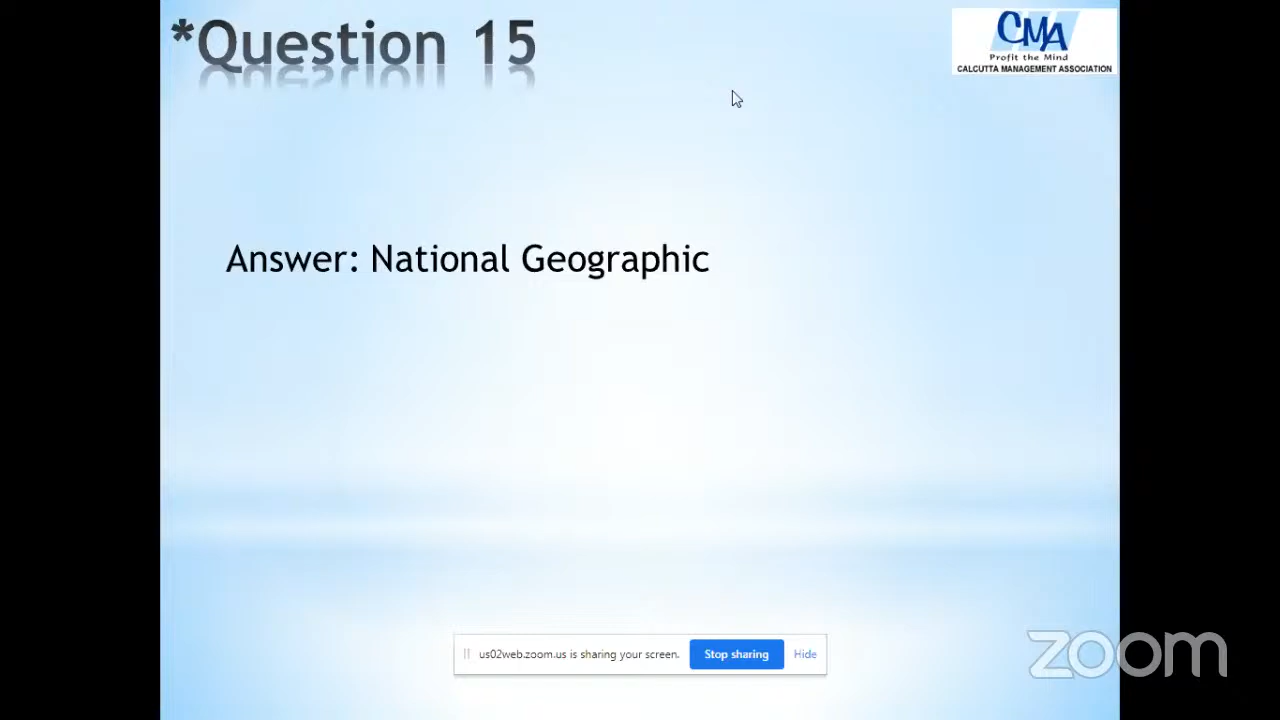 *Question 15
CMA
Profit the Mind
CALCUTTA MANAGEMENT ASSOCIATION
Answer: National Geographic
us02web.zoom.us is sharing your screen.
Stop sharing
Hide
zoom